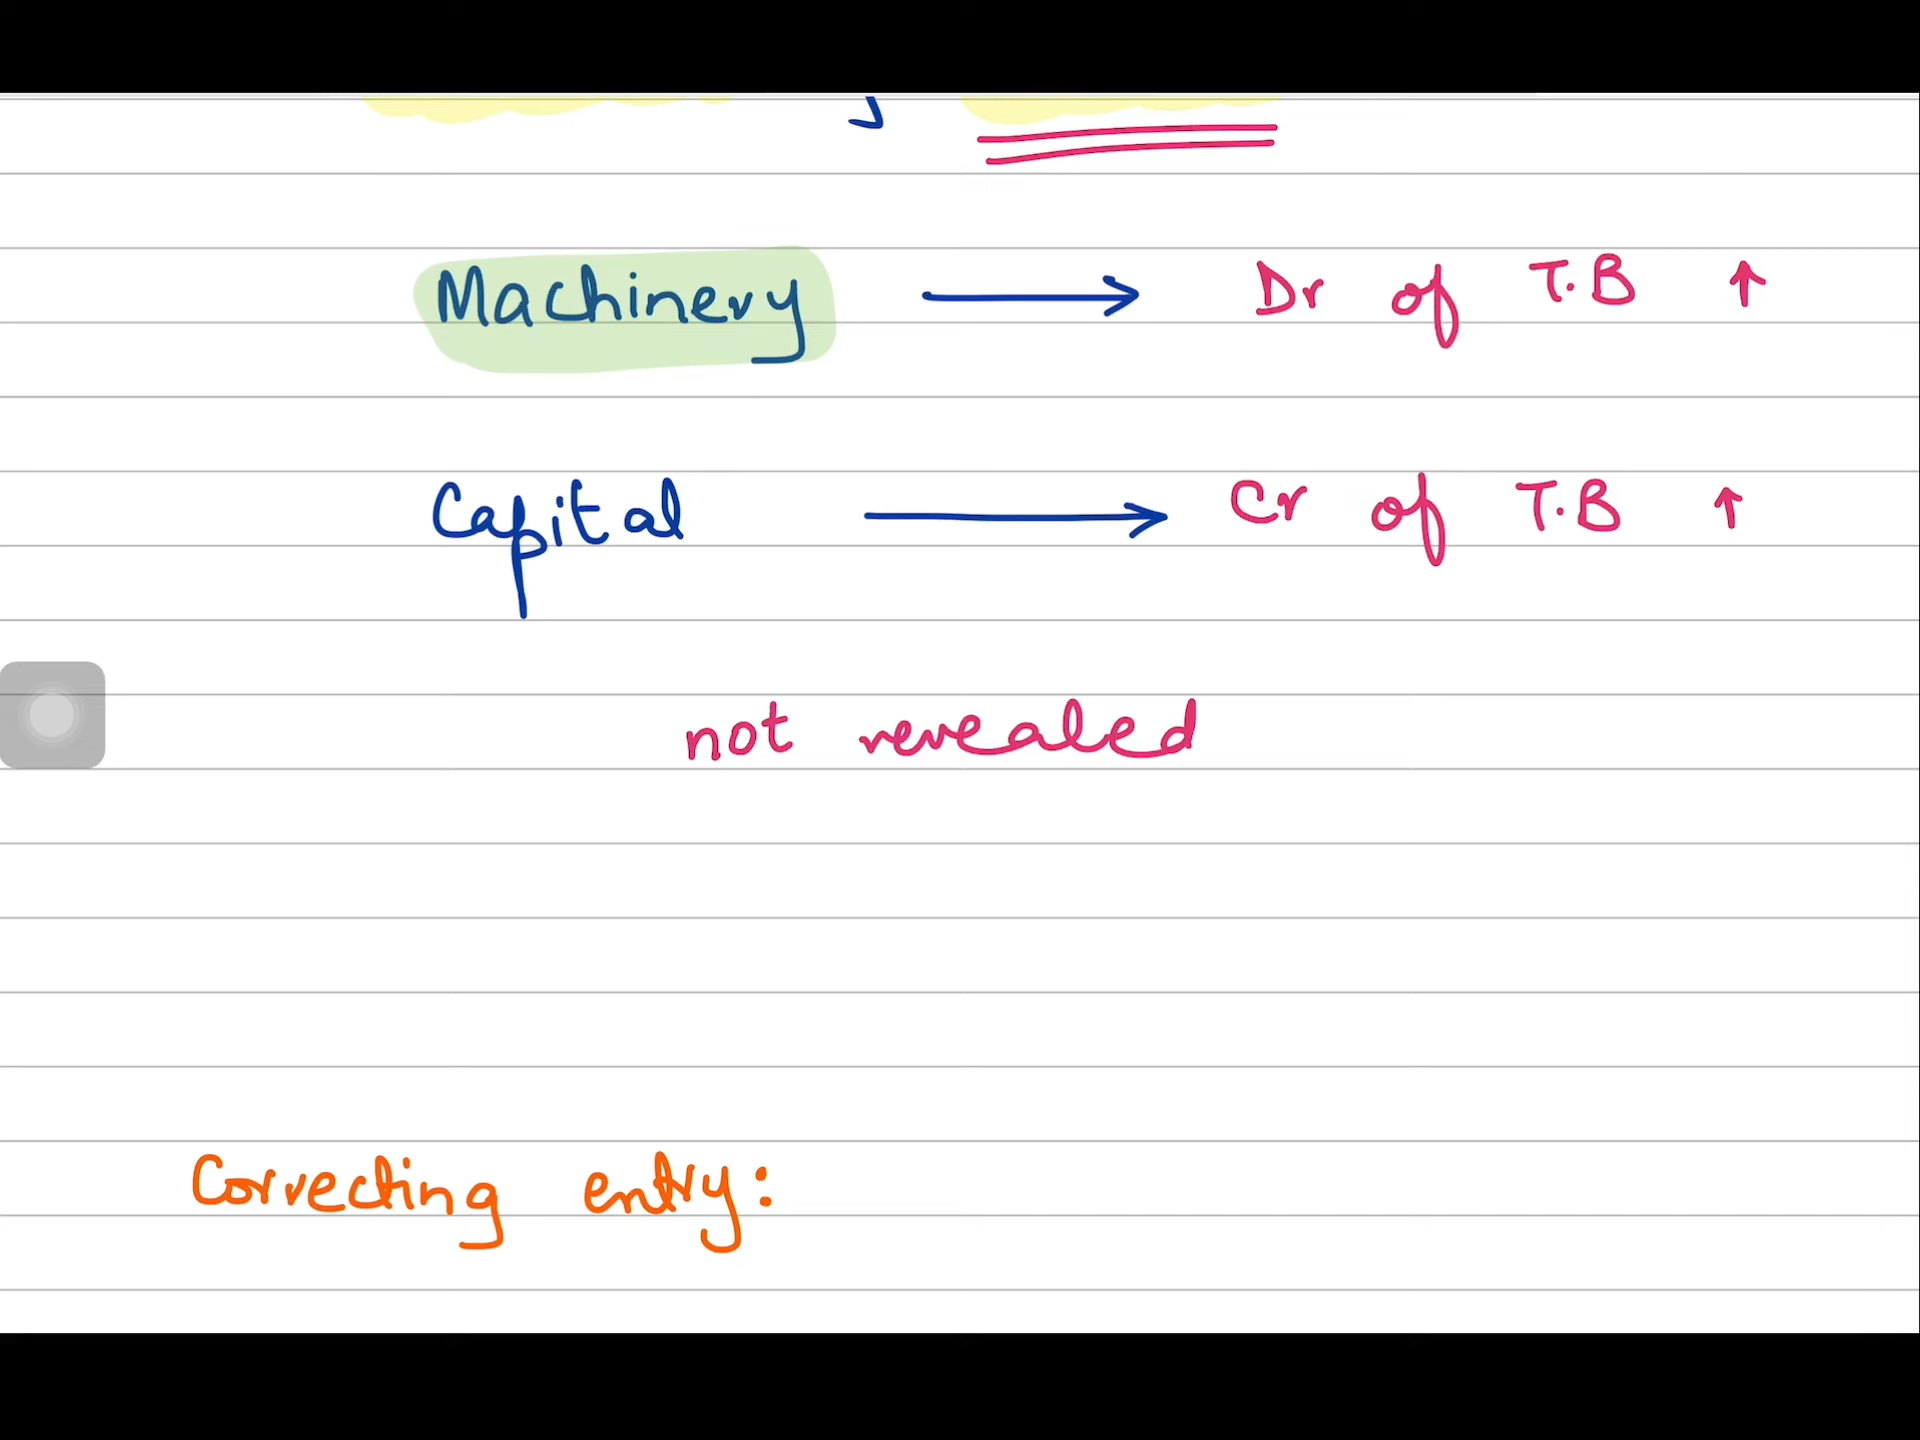 Machinery → Dr of T.B ↑
Capital → Cr of T.B ↑
not revealed
Correcting entry: